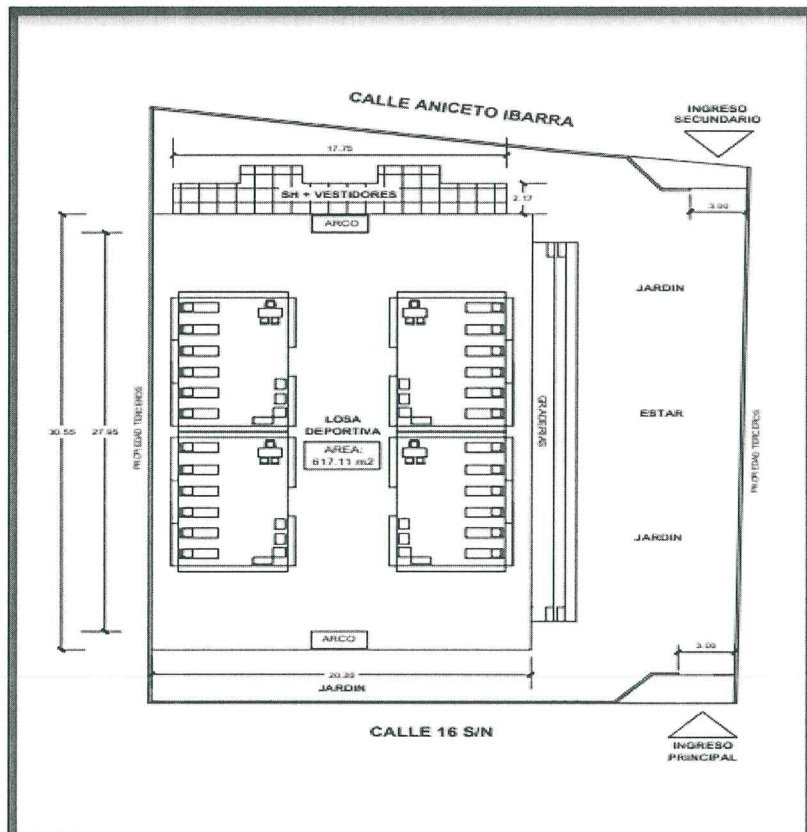 CALLE ANICETO IBARRA
INGRESO
SECUNDARIO
17.75
SH + VESTIDORES
2.17
3.00
ARCO
JARDIN
30.55
27.95
PROPIEDAD TERCEROS
LOSA
DEPORTIVA
AREA:
617.11 m2
GRADERIAS
ESTAR
PROPIEDAD TERCEROS
JARDIN
ARCO
3.00
20.20
JARDIN
CALLE 16 S/N
INGRESO
PRINCIPAL